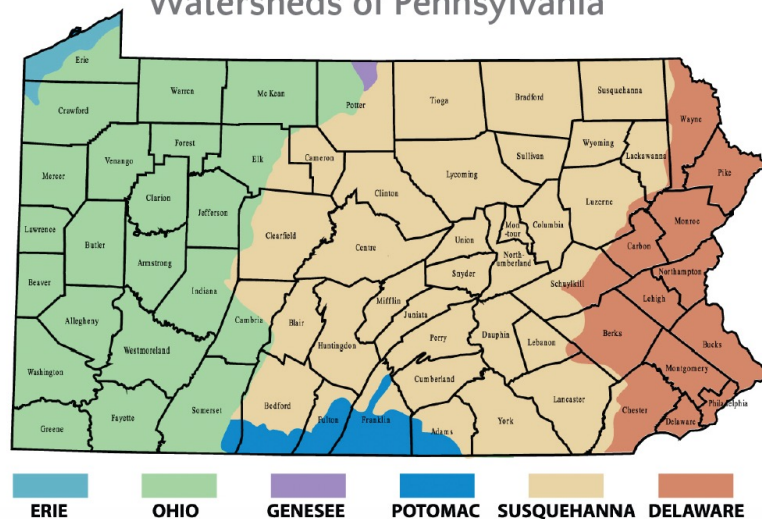 Watersheds of Pennsylvania
Erie
Crawford
Warren
Mc Kean
Potter
Tioga
Bradford
Susquehanna
Wayne
Forest
Elk
Cameron
Venango
Mercer
Clarion
Jefferson
Clinton
Lycoming
Sullivan
Wyoming
Lackawanna
Pike
Luzerne
Monroe
Lawrence
Butler
Armstrong
Clearfield
Centre
Union
Mon
-tour
Columbia
North-
umberland
Snyder
Carbon
Northampton
Schuylkill
Lehigh
Beaver
Indiana
Allegheny
Cambria
Blair
Huntingdon
Mifflin
Juniata
Perry
Dauphin
Lebanon
Berks
Bucks
Montgomery
Westmoreland
Washington
Cumberland
Lancaster
Greene
Fayette
Somerset
Bedford
Fulton
Franklin
Adams
York
Chester
Delaware
Philadelphia
ERIE
OHIO
GENESEE
POTOMAC
SUSQUEHANNA
DELAWARE